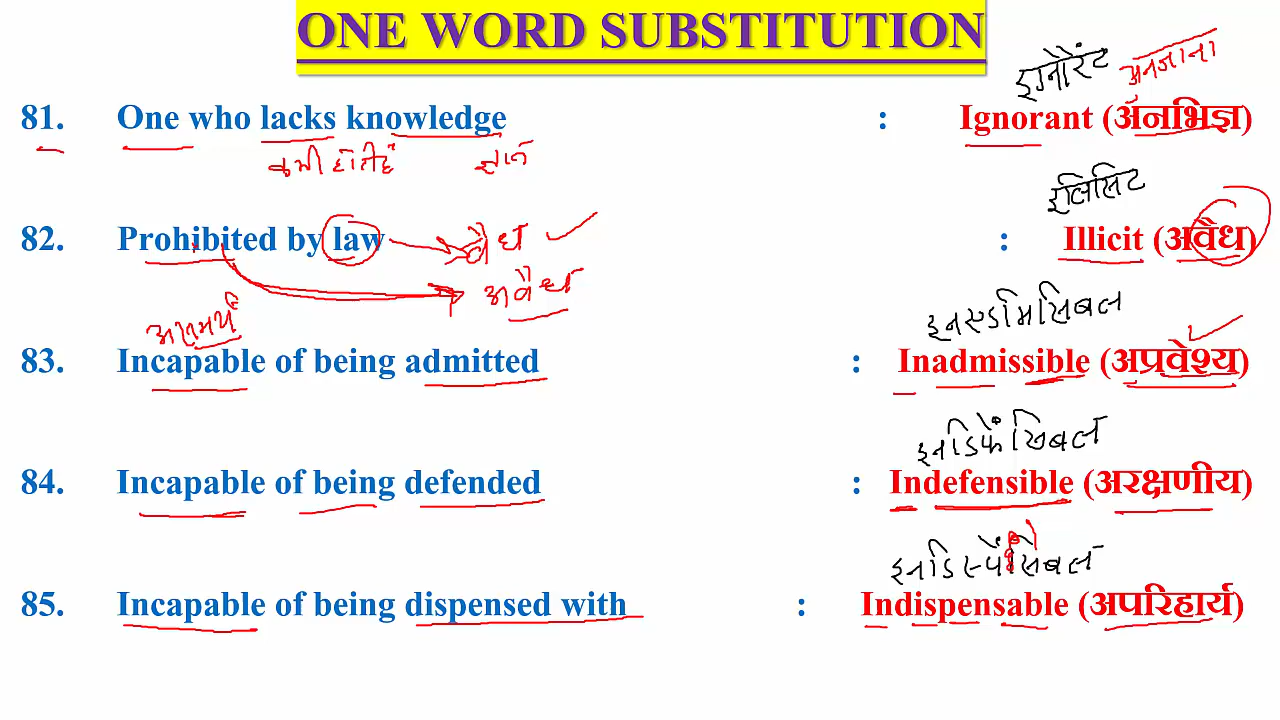 ONE WORD SUBSTITUTION
इग्नोरेंट अनजाना
81. One who lacks knowledge : Ignorant (अनभिज्ञ)
कमी होती है ज्ञान
इलिसिट
82. Prohibited by law वैध : Illicit (अवैध)
अवैध
इनएडमिसिबल
असमर्थ
83. Incapable of being admitted : Inadmissible (अप्रवेश्य)
इनडिफेंसिबल
84. Incapable of being defended : Indefensible (अरक्षणीय)
85. Incapable of being dispensed with : Indispensable (अपरिहार्य)